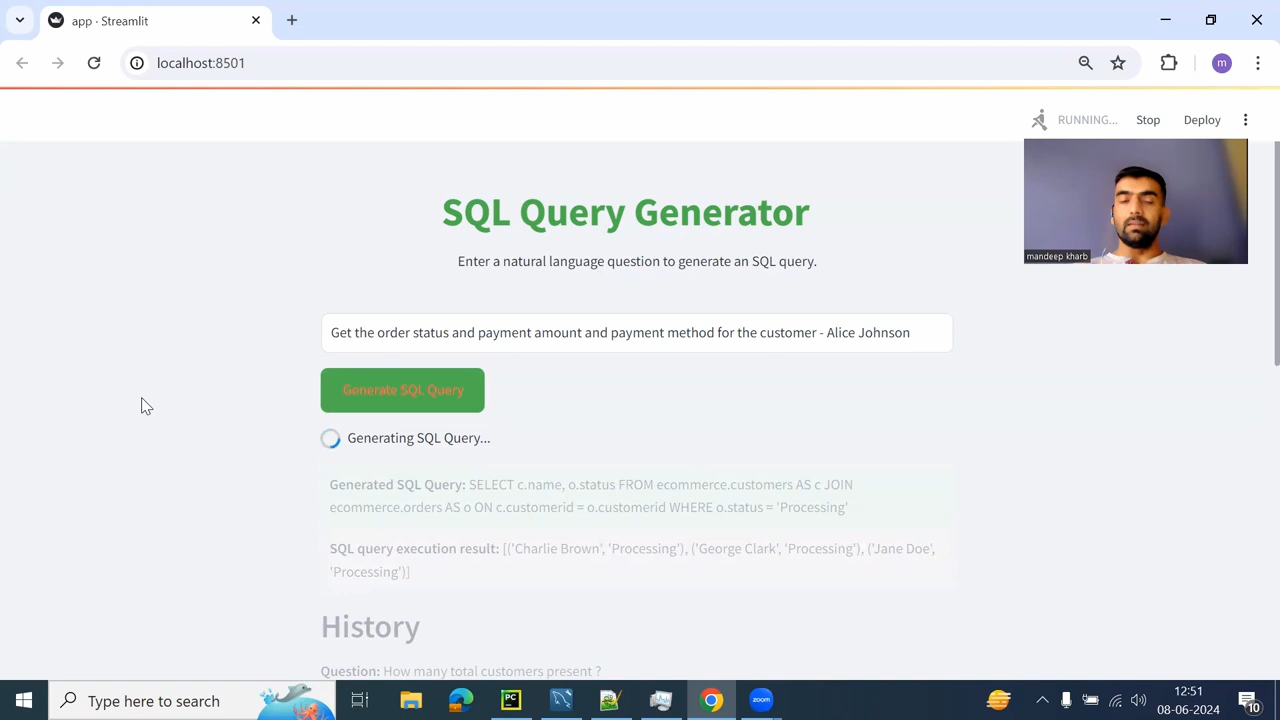 app · Streamlit
localhost:8501
m
RUNNING...
Stop
Deploy
SQL Query Generator
mandeep kharb
Enter a natural language question to generate an SQL query.
Get the order status and payment amount and payment method for the customer - Alice Johnson
Generate SQL Query
Generating SQL Query...
Generated SQL Query: SELECT c.name, o.status FROM ecommerce.customers AS c JOIN
ecommerce.orders AS o ON c.customerid = o.customerid WHERE o.status = 'Processing'
SQL query execution result: [('Charlie Brown', 'Processing'), ('George Clark', 'Processing'), ('Jane Doe',
'Processing')]
History
Question: How many total customers present ?
Type here to search
PC
zoom
12:51
08-06-2024
10